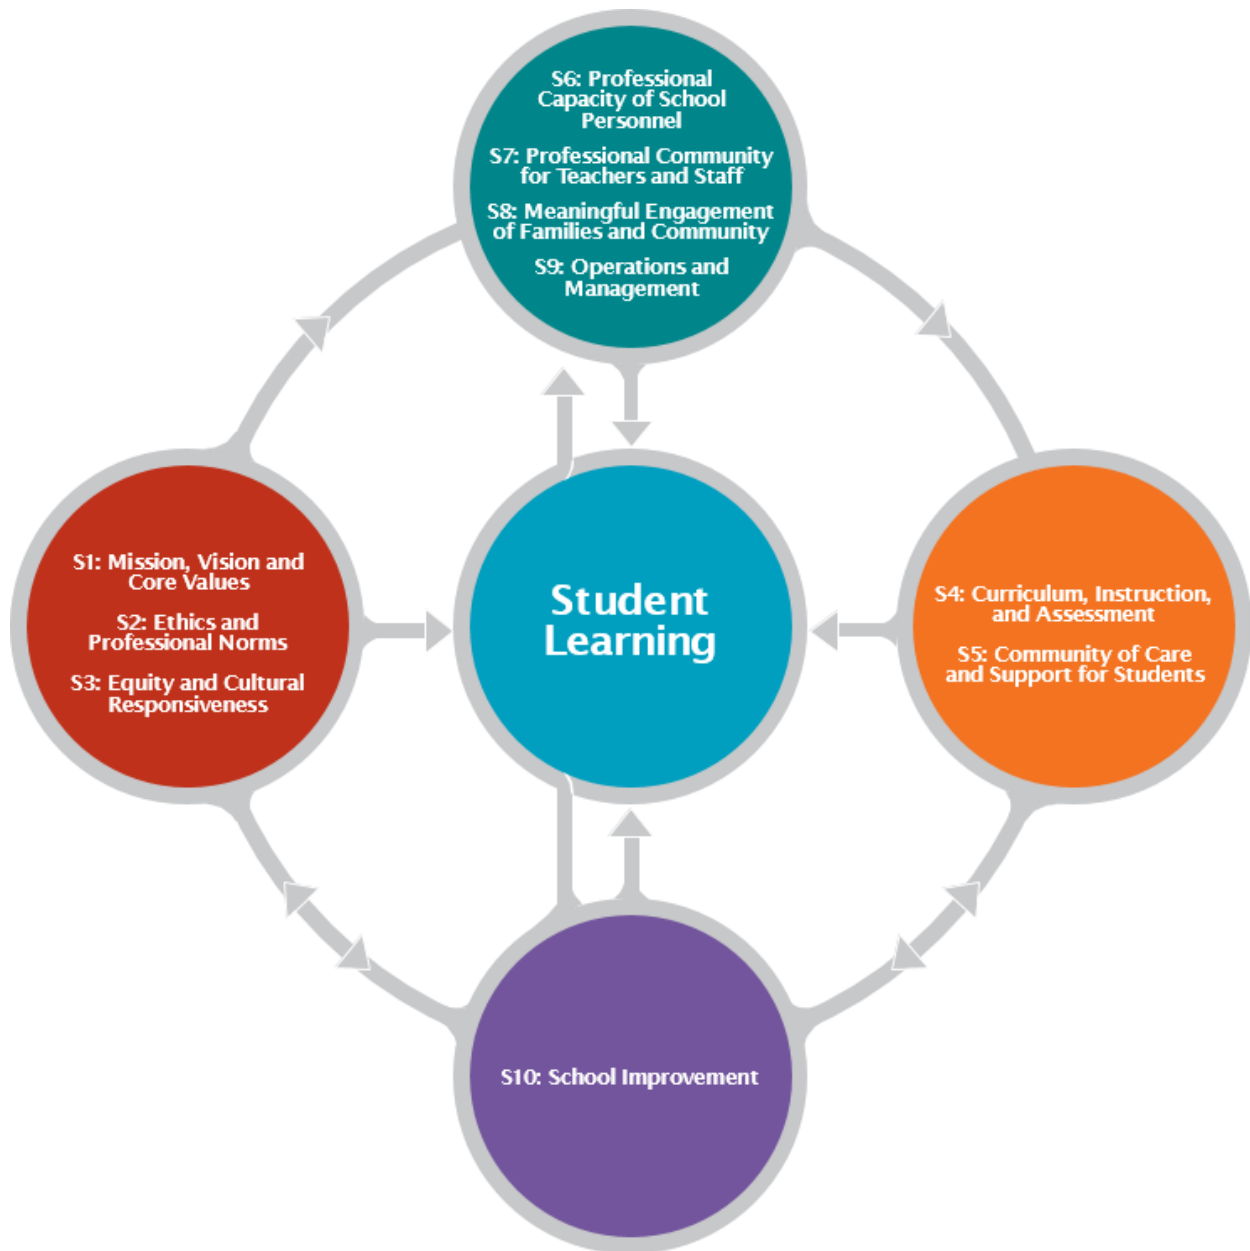 S6: Professional
Capacity of School
Personnel
S7: Professional Community
for Teachers and Staff
S8: Meaningful Engagement
of Families and Community
S9: Operations and
Management
S1: Mission, Vision and
Core Values
S2: Ethics and
Professional Norms
S3: Equity and Cultural
Responsiveness
Student
Learning
S4: Curriculum, Instruction,
and Assessment
S5: Community of Care
and Support for Students
S10: School Improvement